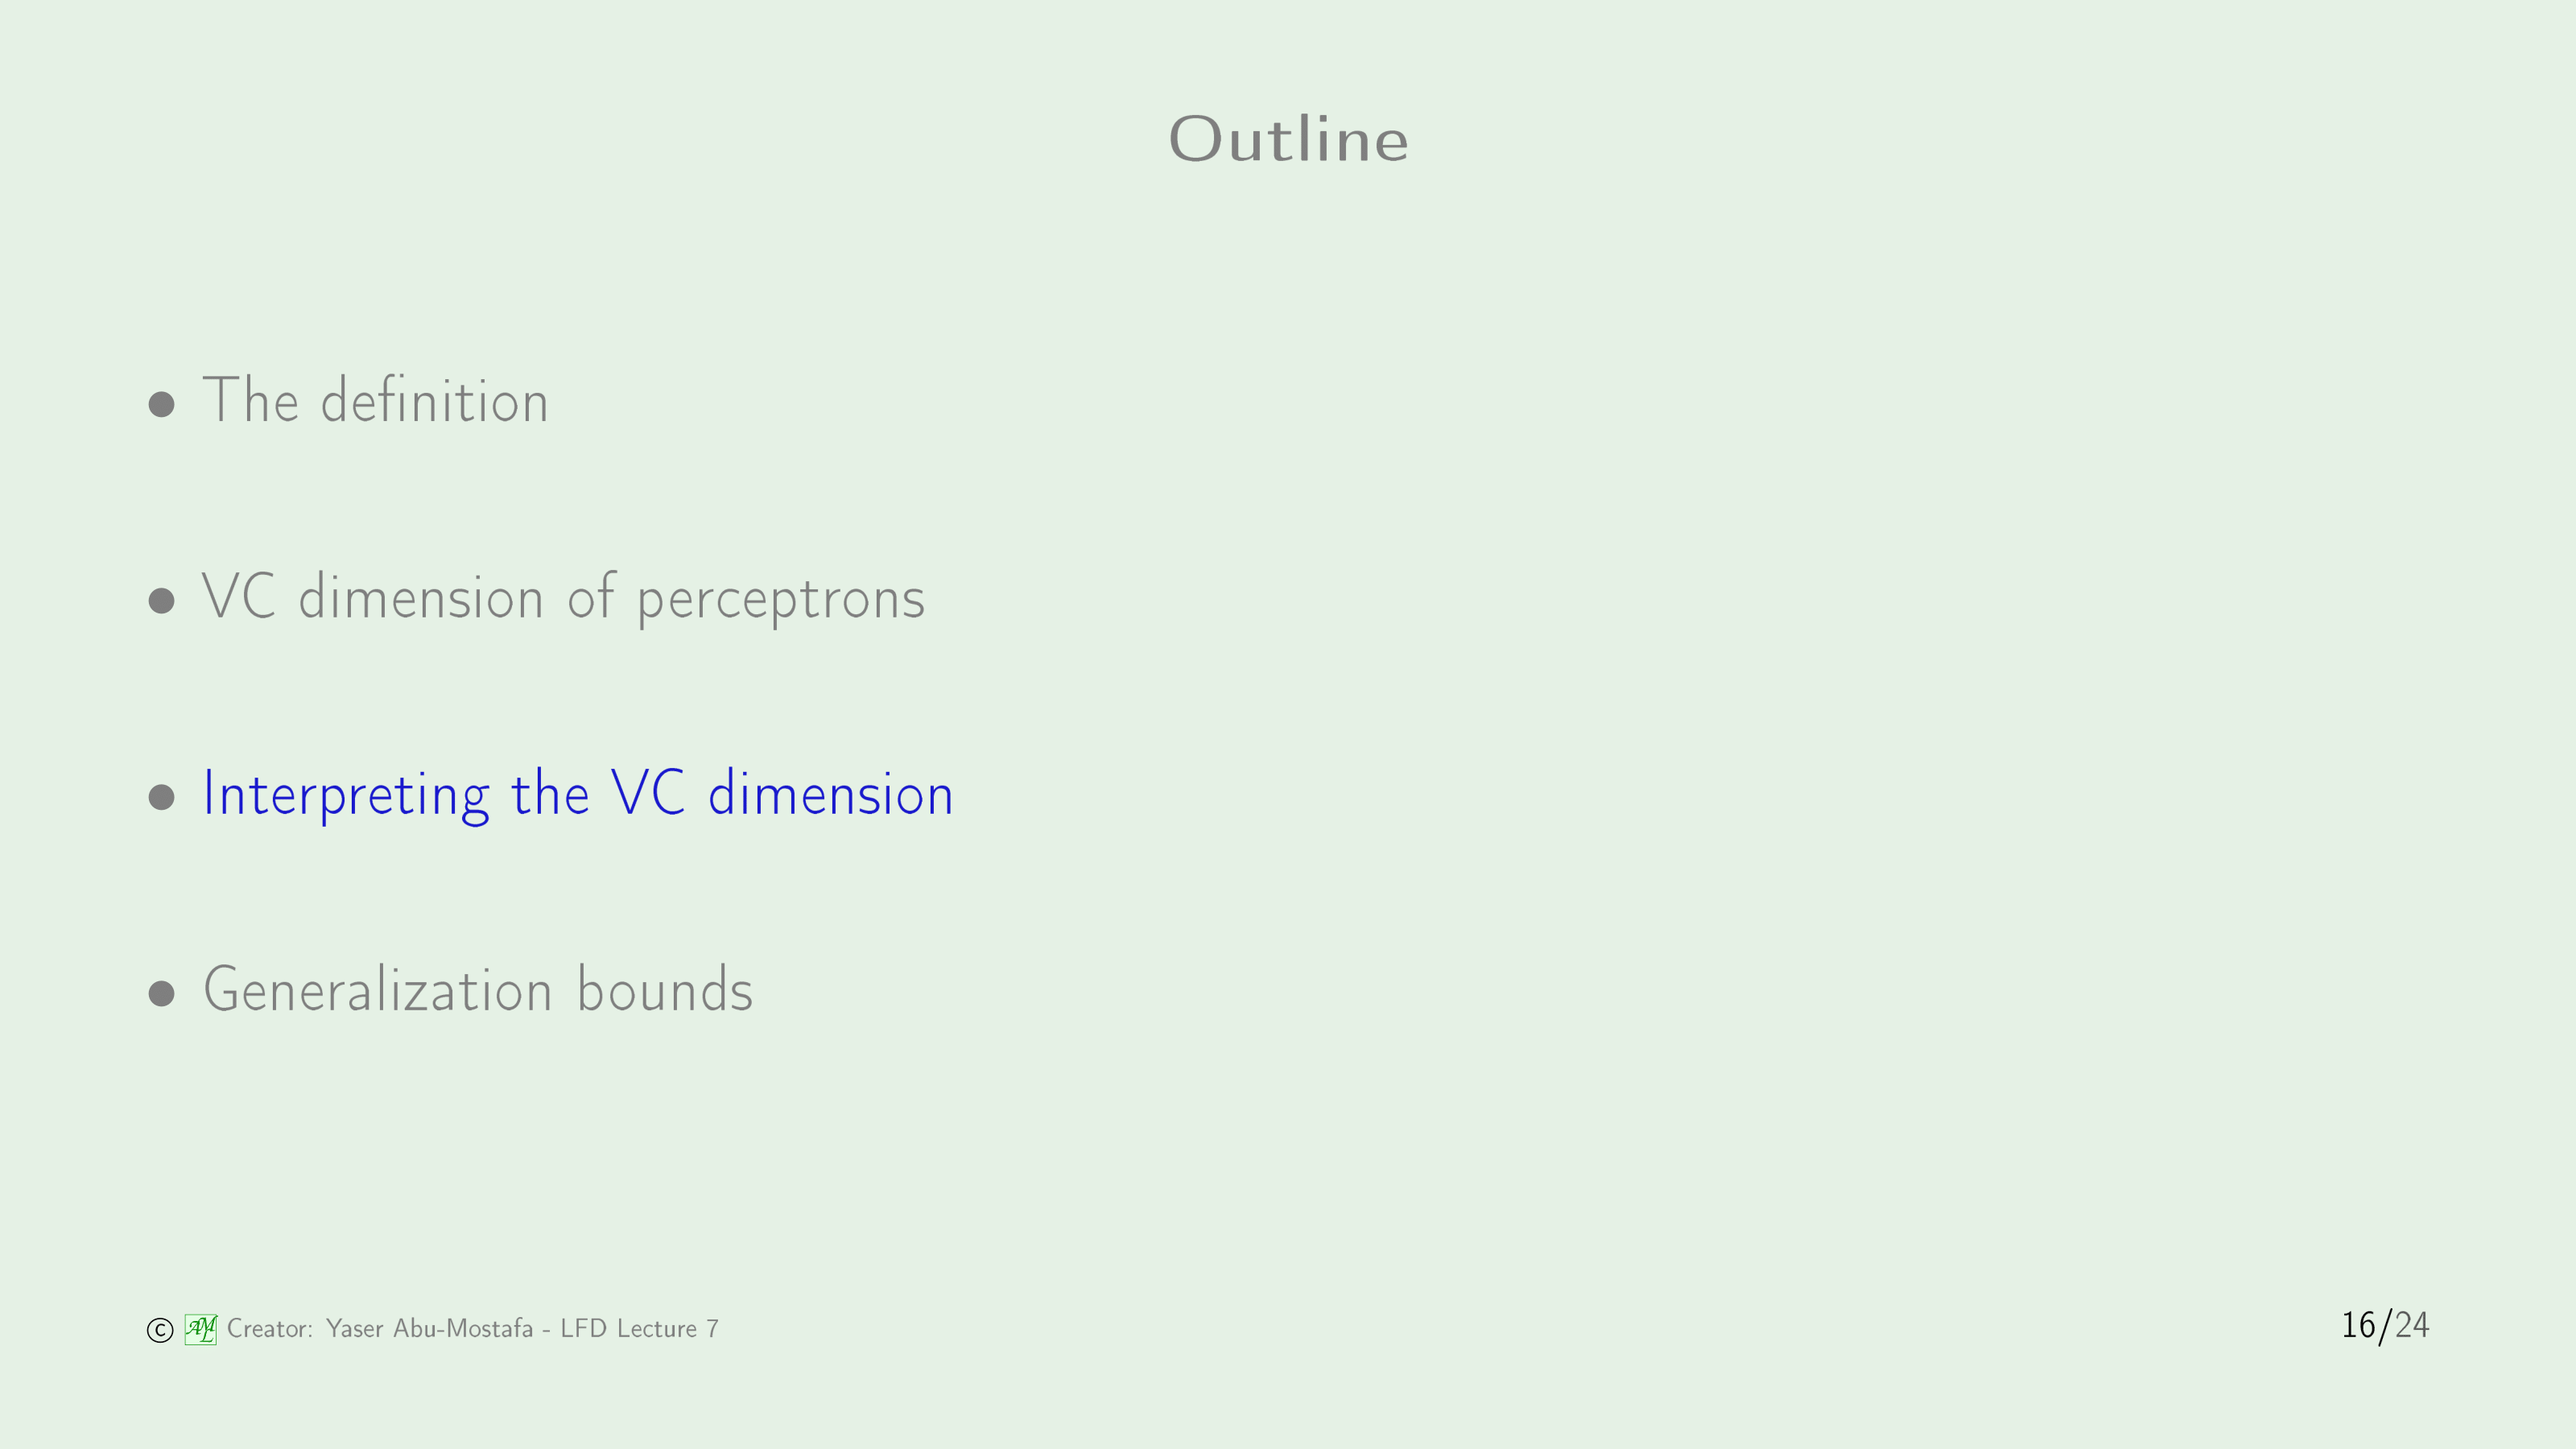 Outline
• The definition
• VC dimension of perceptrons
• Interpreting the VC dimension
• Generalization bounds
© AML Creator: Yaser Abu-Mostafa - LFD Lecture 7
16/24